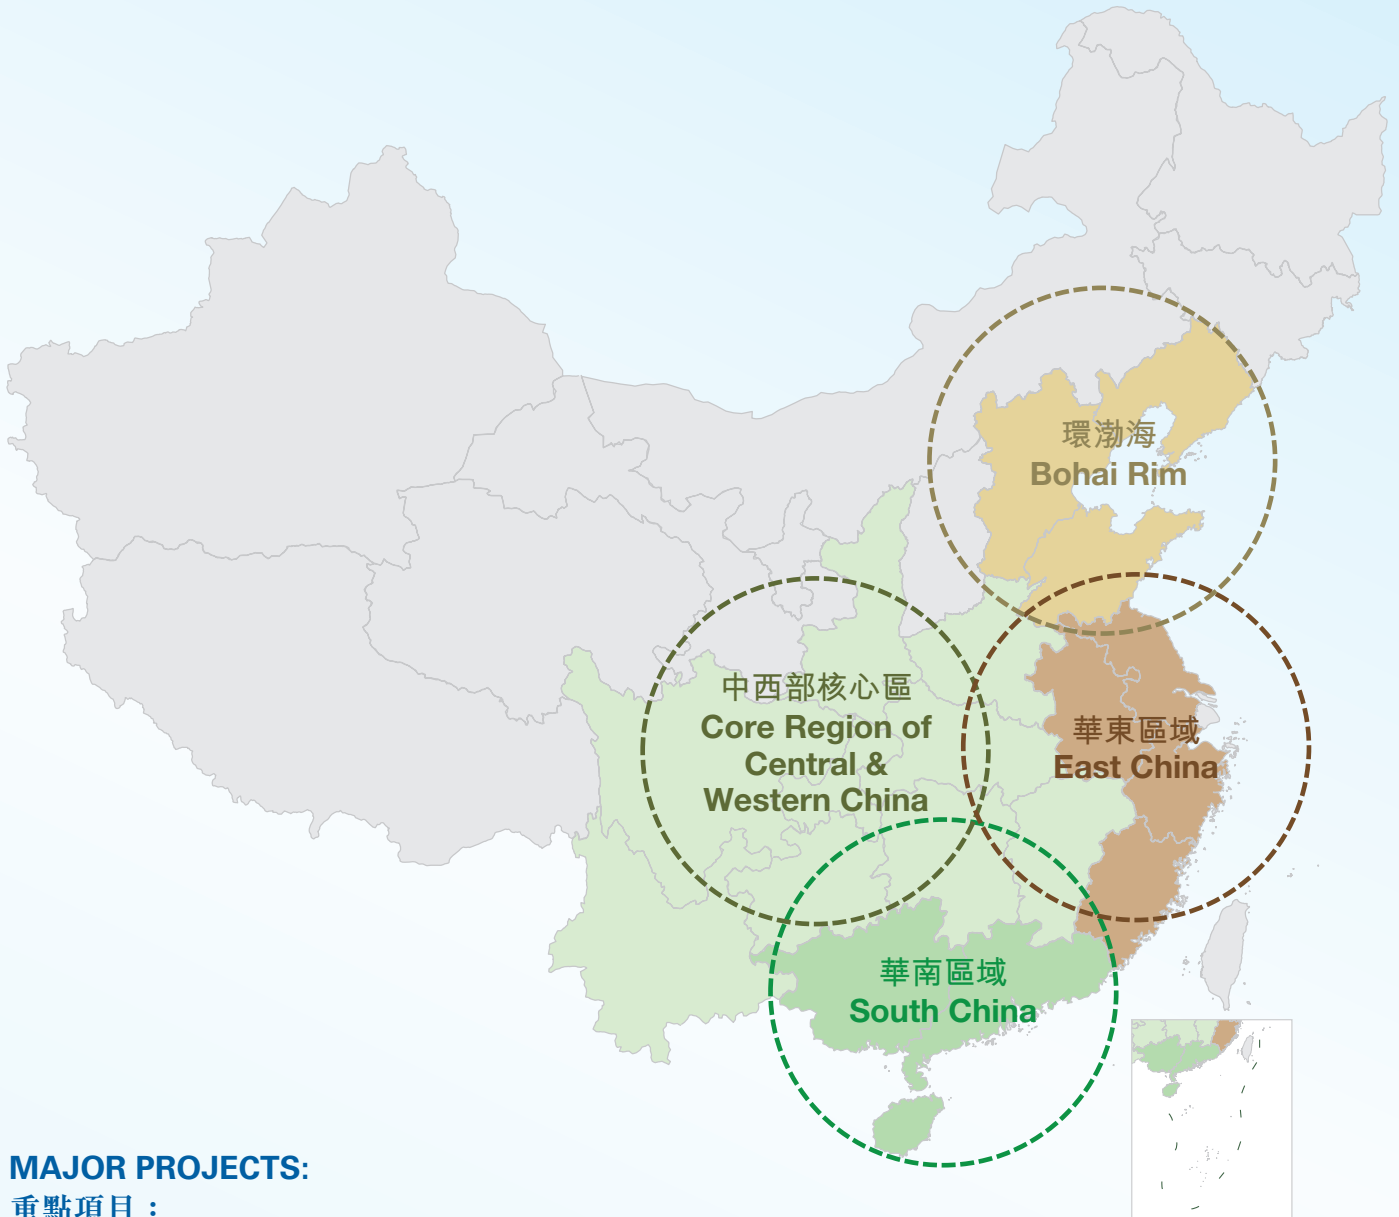 環渤海
Bohai Rim
中西部核心區
Core Region of
Central &
Western China
華東區域
East China
華南區域
South China
MAJOR PROJECTS:
重點項目：